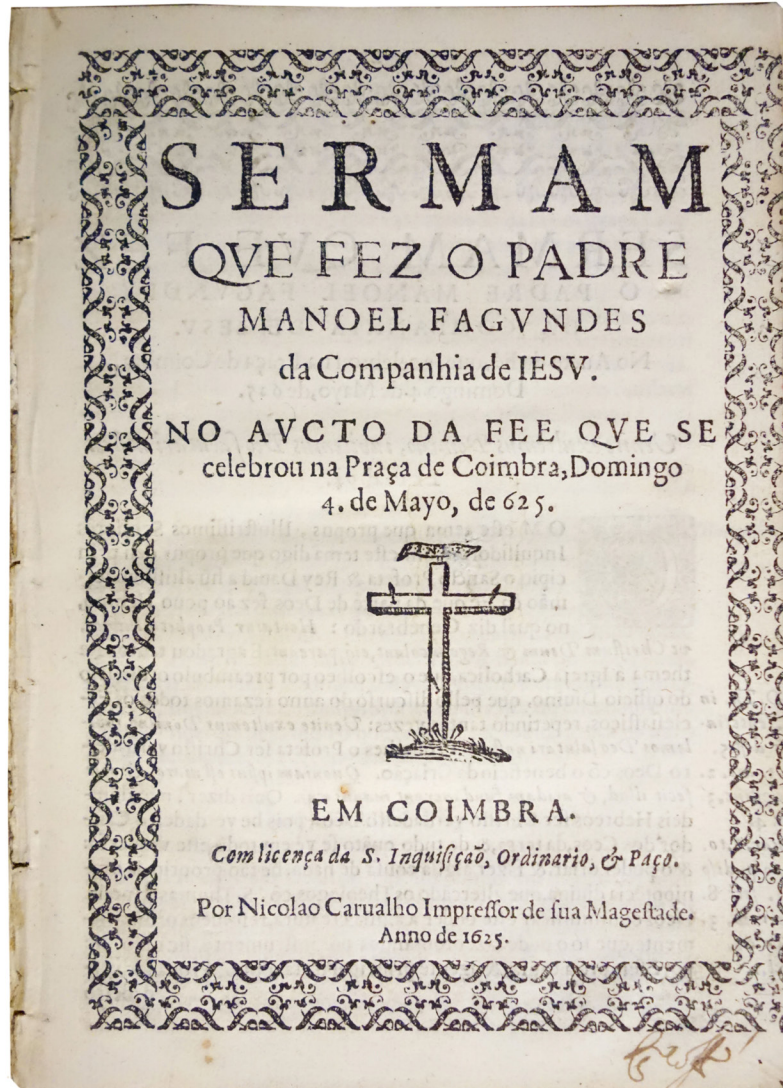 SERMAM
QVE FEZ O PADRE
MANOEL FAGVNDES
da Companhia de IESV.
NO AVCTO DA FEE QVE SE
celebrou na Praça de Coimbra, Domingo
4. de Mayo, de 625.
EM COIMBRA.
Com licença da S. Inquisição, Ordinario, & Paço.
Por Nicolao Carualho Impreſſor de ſua Mageſtade.
Anno de 1625.